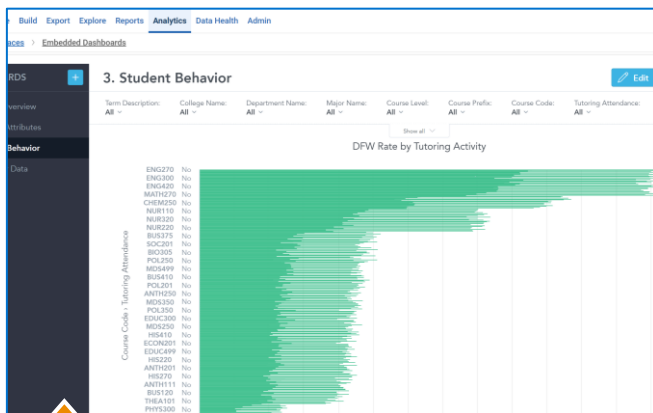 Build Export Explore Reports Analytics Data Health Admin
Embedded Dashboards
3. Student Behavior
Edit
Term Description: College Name: Department Name: Major Name: Course Level: Course Prefix: Course Code: Tutoring Attendance:
All All All All All All All All
Show all
Behavior
Data
DFW Rate by Tutoring Activity
Course Code › Tutoring Attendance
ENG270 No
ENG300 No
ENG420 No
MATH270 No
CHEM250 No
NUR110 No
NUR320 No
NUR220 No
BUS375 No
SOC201 No
BIO305 No
POL250 No
MDS499 No
BUS410 No
POL201 No
ANTH250 No
MDS350 No
POL350 No
EDUC300 No
MDS250 No
HIS410 No
ECON201 No
EDUC499 No
HIS220 No
ANTH201 No
HIS270 No
ANTH111 No
BUS120 No
THEA101 No
PHYS300 No